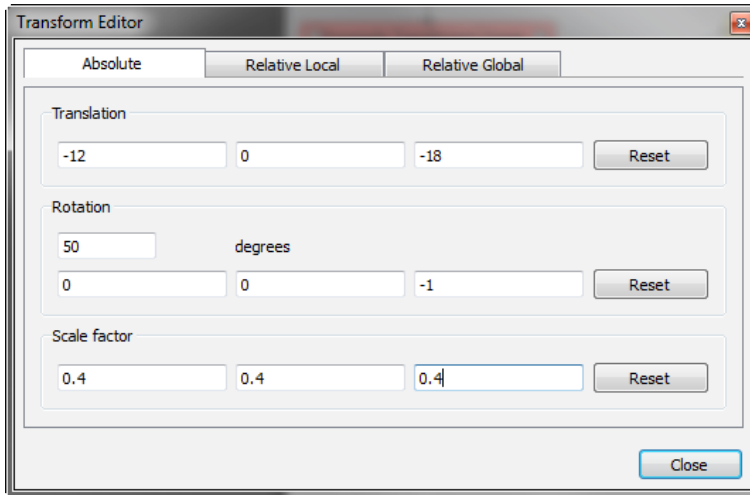 Transform Editor
Absolute Relative Local Relative Global
Translation
-12 0 -18 Reset
Rotation
50 degrees
0 0 -1 Reset
Scale factor
0.4 0.4 0.4 Reset
Close